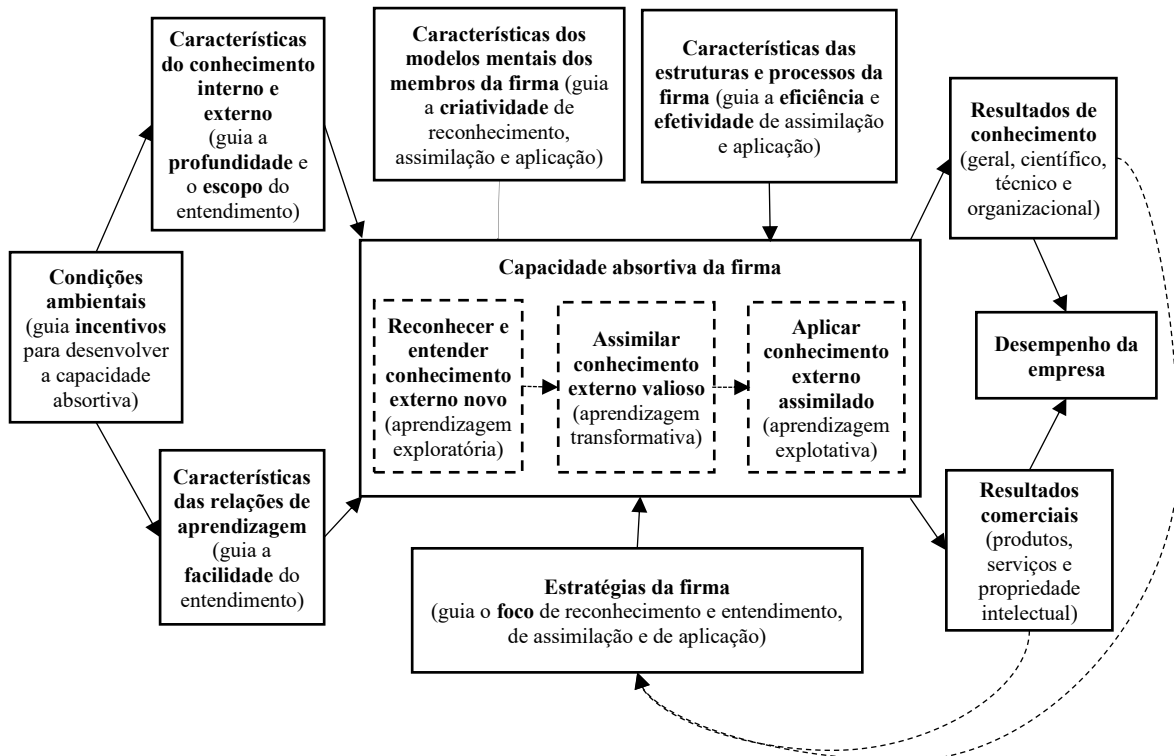 Características
do conhecimento
interno e
externo
(guia a
profundidade e
o escopo do
entendimento)
Características dos
modelos mentais dos
membros da firma (guia
a criatividade de
reconhecimento,
assimilação e aplicação)
Características das
estruturas e processos da
firma (guia a eficiência e
efetividade de assimilação
e aplicação)
Resultados de
conhecimento
(geral, científico,
técnico e
organizacional)
Condições
ambientais
(guia incentivos
para desenvolver
a capacidade
absortiva)
Capacidade absortiva da firma
Reconhecer e
entender
conhecimento
externo novo
(aprendizagem
exploratória)
Assimilar
conhecimento
externo valioso
(aprendizagem
transformativa)
Aplicar
conhecimento
externo
assimilado
(aprendizagem
explotativa)
Desempenho da
empresa
Características
das relações de
aprendizagem
(guia a
facilidade do
entendimento)
Estratégias da firma
(guia o foco de reconhecimento e entendimento,
de assimilação e de aplicação)
Resultados
comerciais
(produtos,
serviços e
propriedade
intelectual)